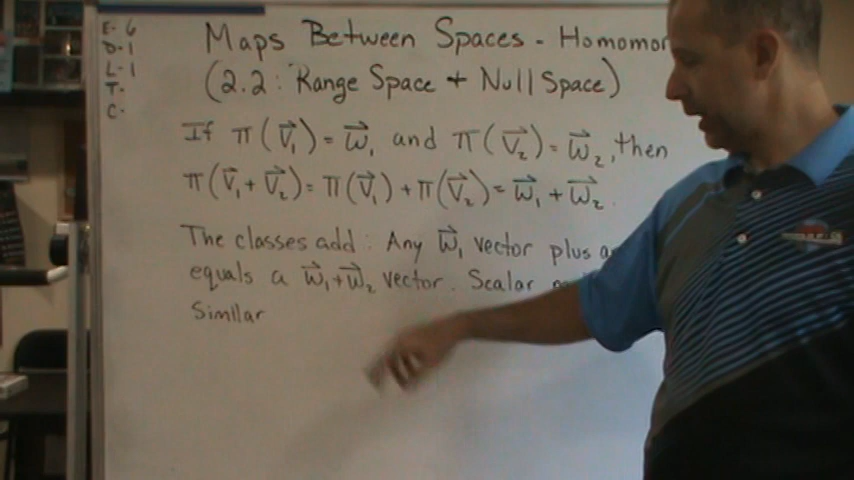 E- 6
D-1
L-1
T-
C-
Maps Between Spaces - Homomor
(2.2: Range Space + Null Space)
If π(v⃗₁) = w⃗₁ and π(v⃗₂) = w⃗₂, then
π(v⃗₁ + v⃗₂) = π(v⃗₁) + π(v⃗₂) = w⃗₁ + w⃗₂.
The classes add: Any w⃗₁ vector plus a
equals a w⃗₁+w⃗₂ vector. Scalar
Similar